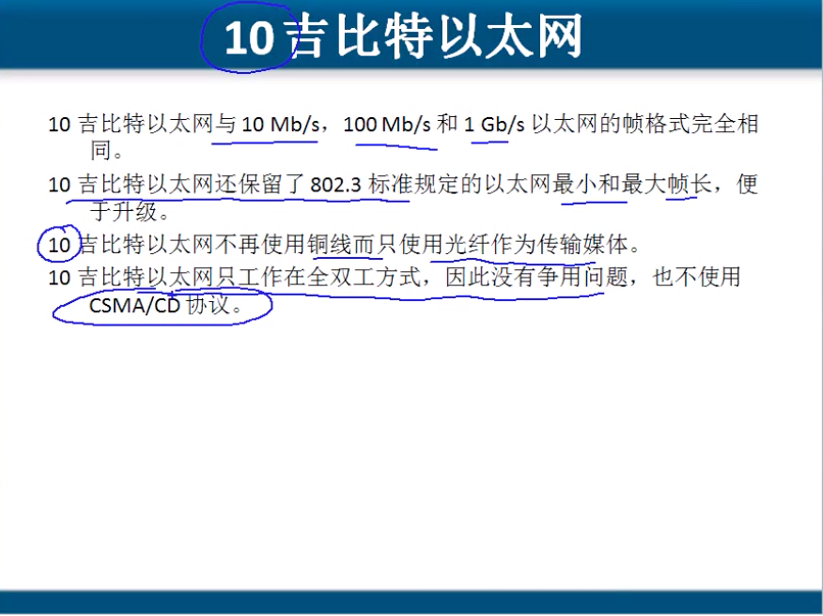 10 吉比特以太网
10 吉比特以太网与 10 Mb/s，100 Mb/s 和 1 Gb/s 以太网的帧格式完全相
同。
10 吉比特以太网还保留了 802.3 标准规定的以太网最小和最大帧长，便
于升级。
10 吉比特以太网不再使用铜线而只使用光纤作为传输媒体。
10 吉比特以太网只工作在全双工方式，因此没有争用问题，也不使用
CSMA/CD 协议。